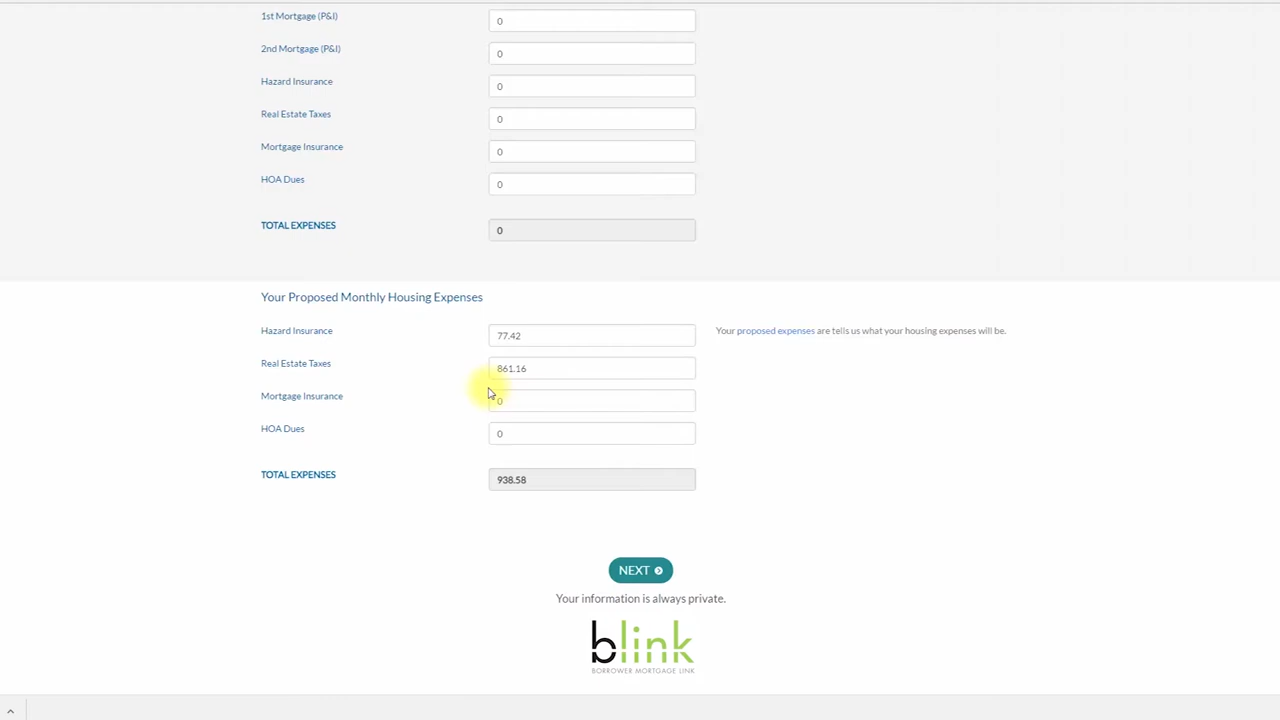 1st Mortgage (P&I) 0
2nd Mortgage (P&I) 0
Hazard Insurance 0
Real Estate Taxes 0
Mortgage Insurance 0
HOA Dues 0
TOTAL EXPENSES 0
Your Proposed Monthly Housing Expenses
Hazard Insurance 77.42 Your proposed expenses are tells us what your housing expenses will be.
Real Estate Taxes 861.16
Mortgage Insurance 0
HOA Dues 0
TOTAL EXPENSES 938.58
NEXT
Your information is always private.
blink
BORROWER MORTGAGE LINK